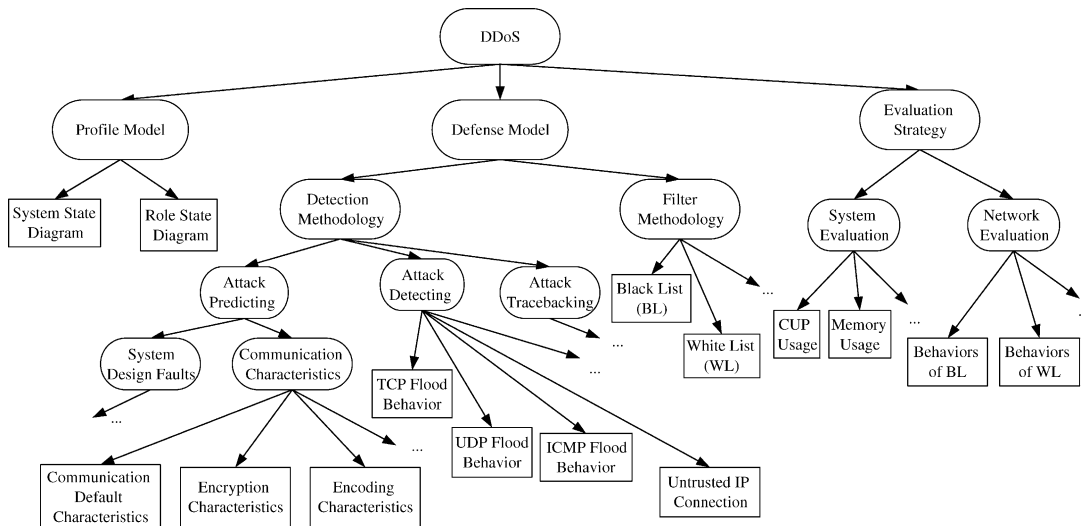 DDoS
Profile Model
Defense Model
Evaluation
Strategy
System State
Diagram
Role State
Diagram
Detection
Methodology
Filter
Methodology
System
Evaluation
Network
Evaluation
Attack
Predicting
Attack
Detecting
Attack
Tracebacking
Black List
(BL)
...
White List
(WL)
CUP
Usage
Memory
Usage
...
Behaviors
of BL
Behaviors
of WL
...
System
Design Faults
Communication
Characteristics
TCP Flood
Behavior
...
...
...
UDP Flood
Behavior
ICMP Flood
Behavior
Untrusted IP
Connection
...
Communication
Default
Characteristics
Encryption
Characteristics
Encoding
Characteristics